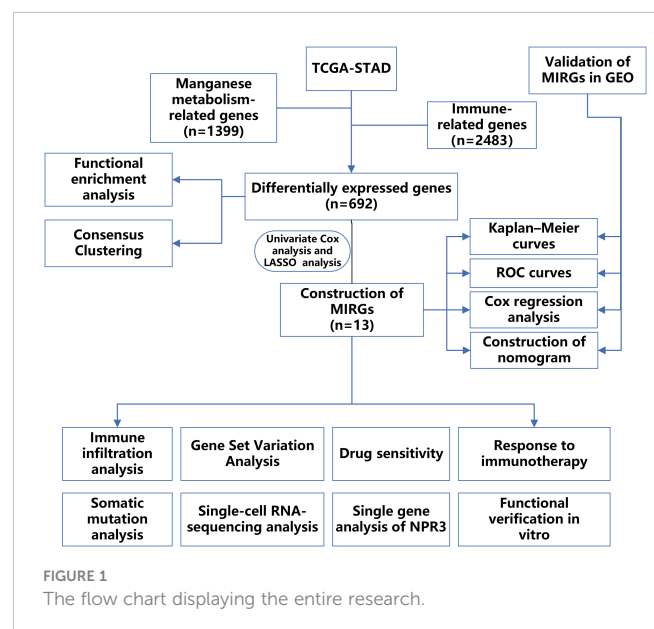 TCGA-STAD
Validation of
MIRGs in GEO
Manganese
metabolism-
related genes
(n=1399)
Immune-
related genes
(n=2483)
Functional
enrichment
analysis
Differentially expressed genes
(n=692)
Consensus
Clustering
Univariate Cox
analysis and
LASSO analysis
Kaplan–Meier
curves
ROC curves
Construction of
MIRGs
(n=13)
Cox regression
analysis
Construction of
nomogram
Immune
infiltration
analysis
Gene Set Variation
Analysis
Drug sensitivity
Response to
immunotherapy
Somatic
mutation
analysis
Single-cell RNA-
sequencing analysis
Single gene
analysis of NPR3
Functional
verification in
vitro
FIGURE 1
The flow chart displaying the entire research.